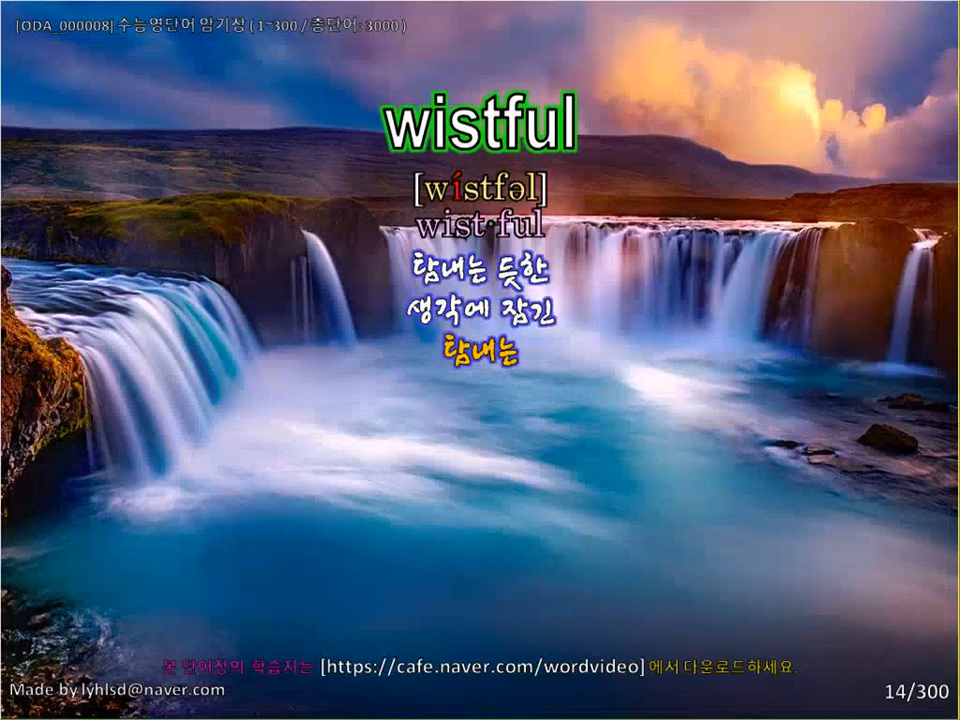 [ODA_000008] 수능영단어 암기상 ( 1~300 / 총단어: 3000 )
wistful
[wístfəl]
wist·ful
탐내는 듯한
생각에 잠긴
탐내는
본 단어장의 학습지는 [https://cafe.naver.com/wordvideo] 에서 다운로드하세요.
Made by lyhlsd@naver.com
14/300